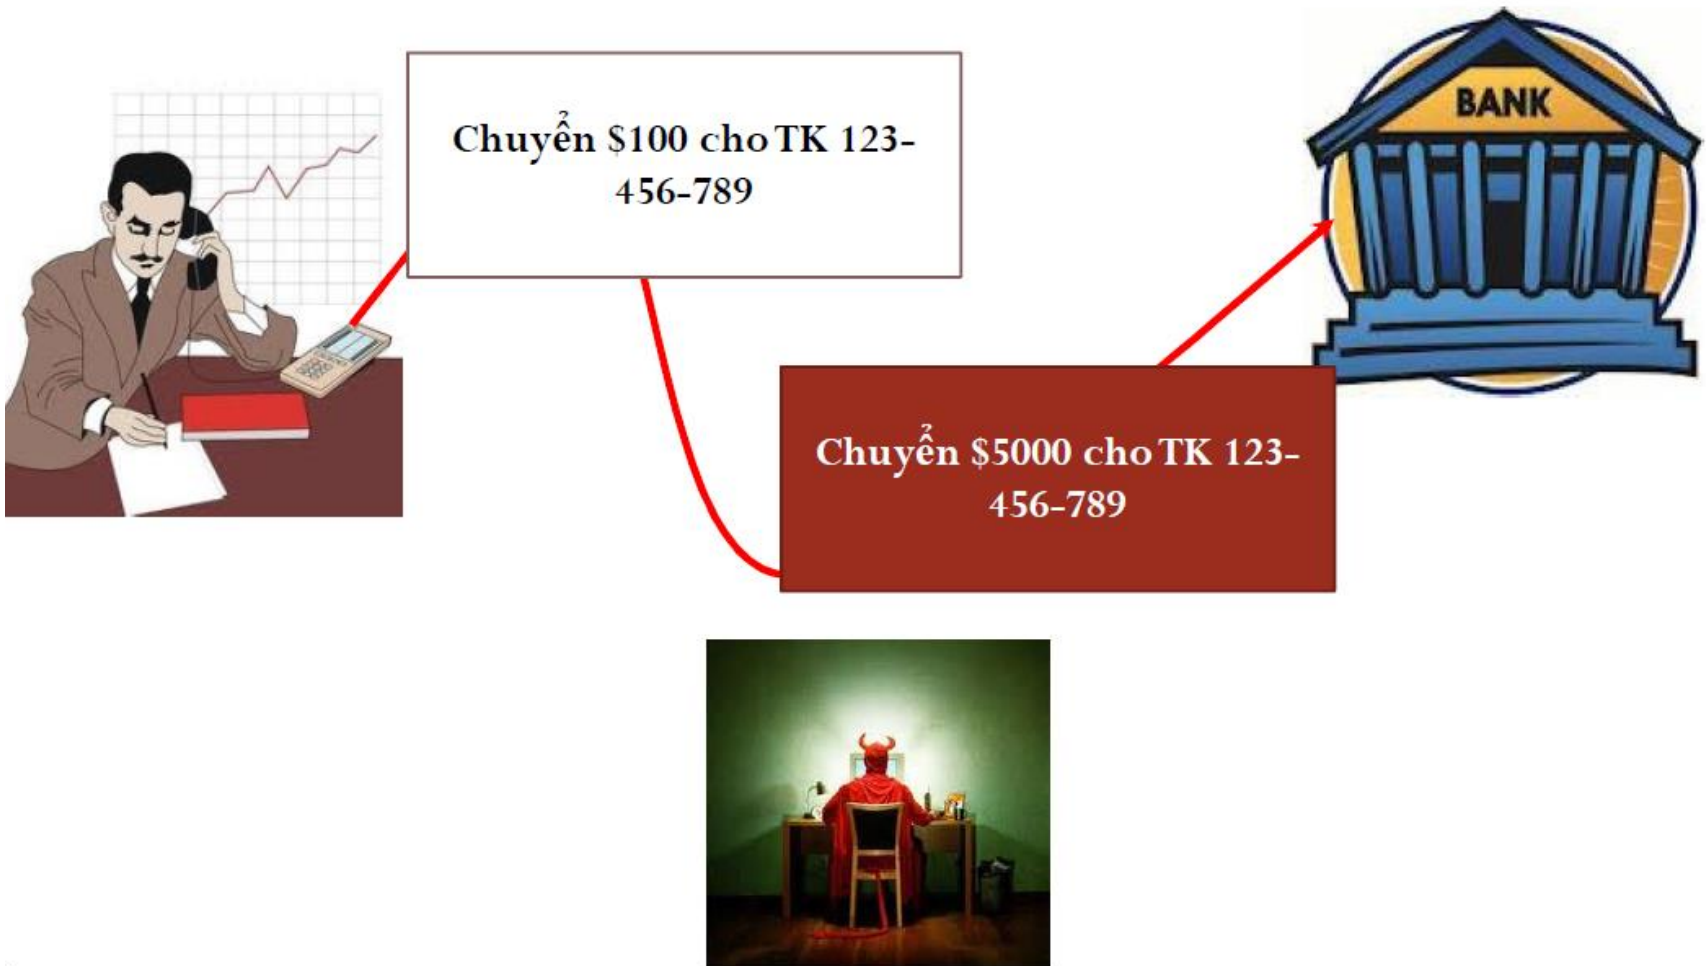 Chuyển $100 cho TK 123-
456-789
BANK
Chuyển $5000 cho TK 123-
456-789